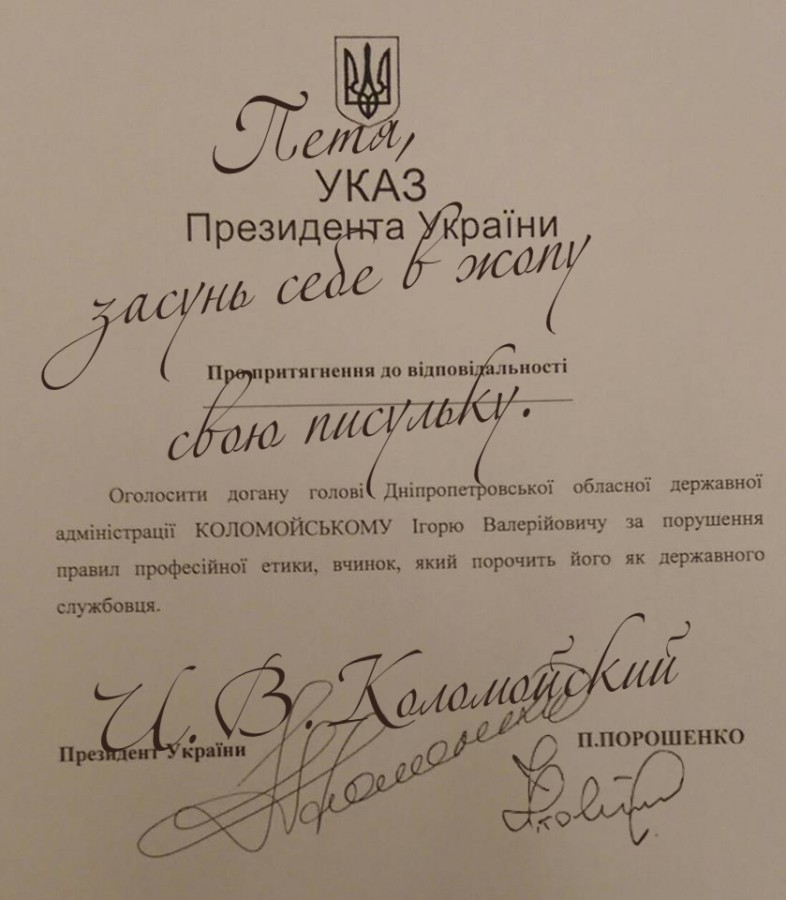 Петя,
УКАЗ
Президента України
засунь себе в жопу
Про притягнення до відповідальності
свою писульку.
Оголосити догану голові Дніпропетровської обласної державної
адміністрації КОЛОМОЙСЬКОМУ Ігорю Валерійовичу за порушення
правил професійної етики, вчинок, який порочить його як державного
службовця.
И. В. Коломойский
Президент України
П.ПОРОШЕНКО